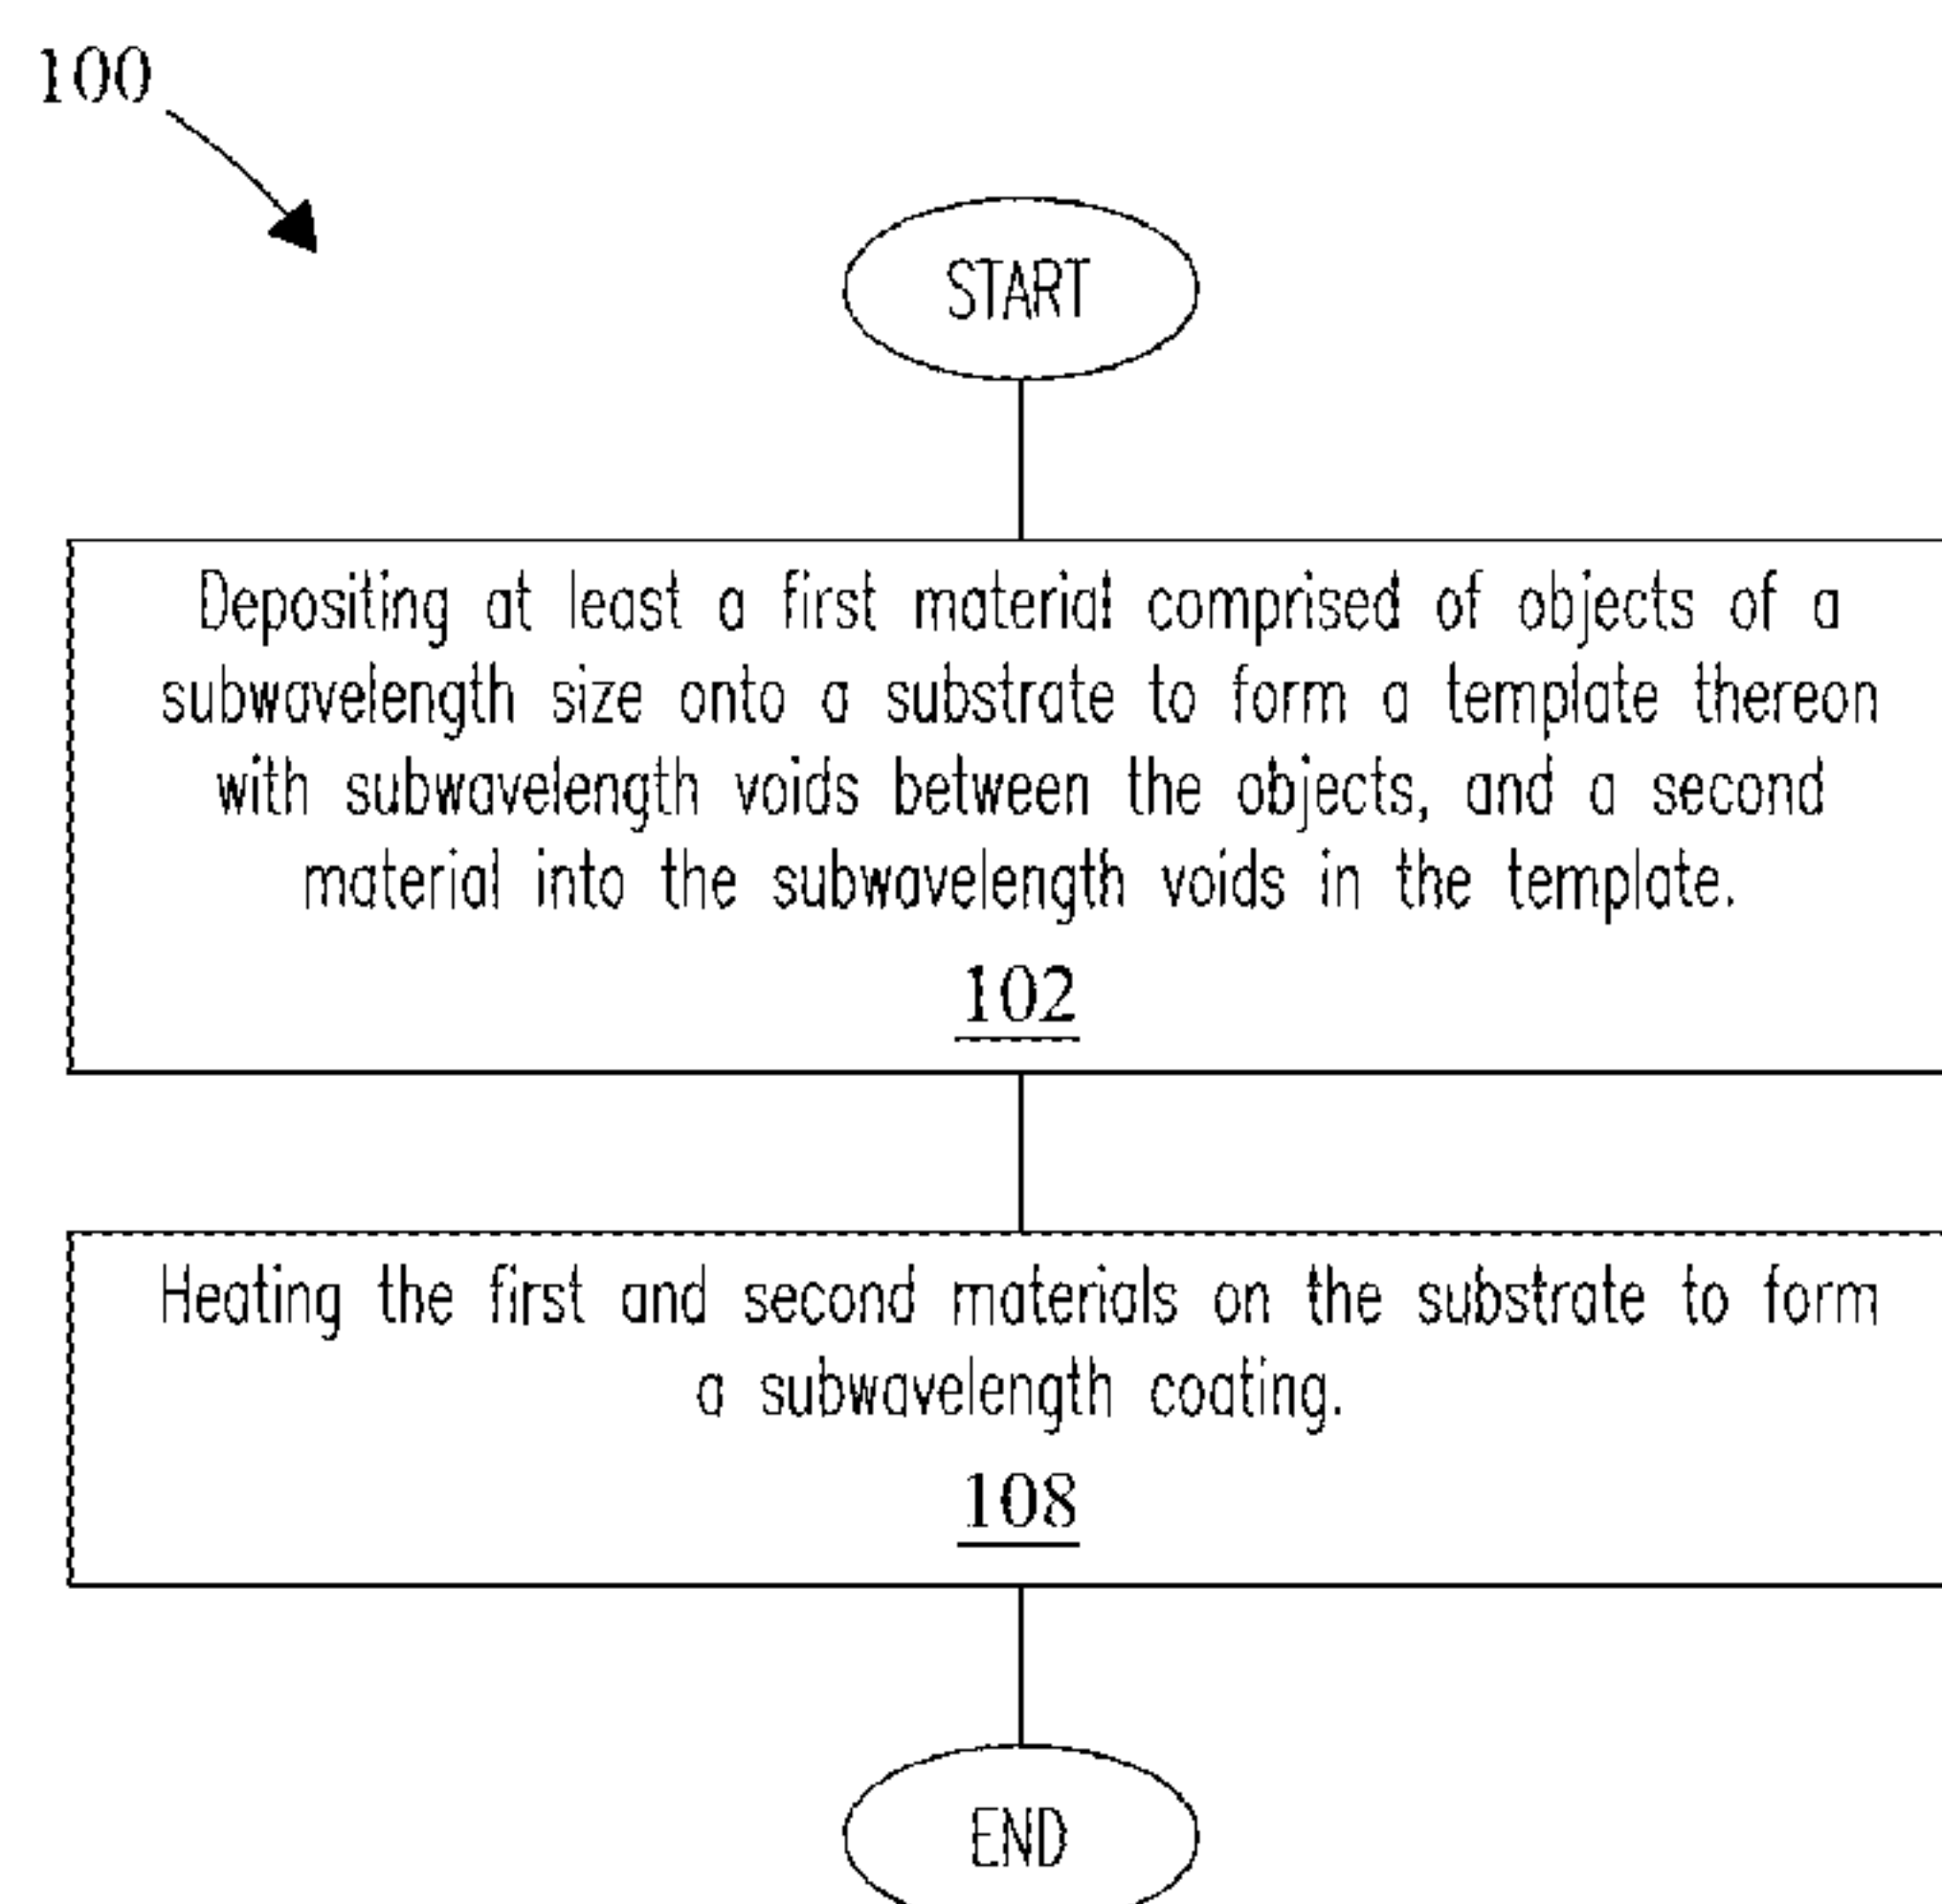 100
START
Depositing at least a first material comprised of objects of a
subwavelength size onto a substrate to form a template thereon
with subwavelength voids between the objects, and a second
material into the subwavelength voids in the template.
102
Heating the first and second materials on the substrate to form
a subwavelength coating.
108
END